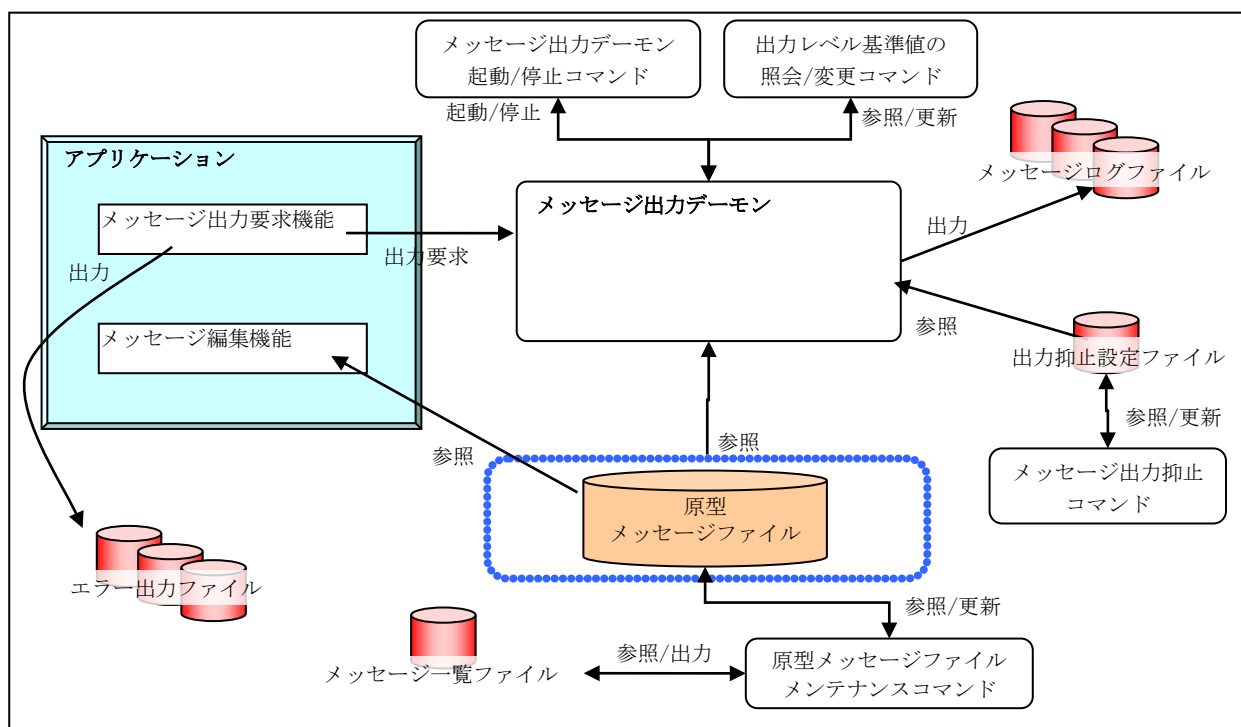 メッセージ出力デーモン
起動/停止コマンド
出力レベル基準値の
照会/変更コマンド
起動/停止
参照/更新
アプリケーション
メッセージログファイル
メッセージ出力デーモン
メッセージ出力要求機能
出力
出力要求
出力
メッセージ編集機能
参照
出力抑止設定ファイル
参照/更新
参照
参照
メッセージ出力抑止
コマンド
原型
メッセージファイル
エラー出力ファイル
参照/更新
メッセージ一覧ファイル
参照/出力
原型メッセージファイル
メンテナンスコマンド